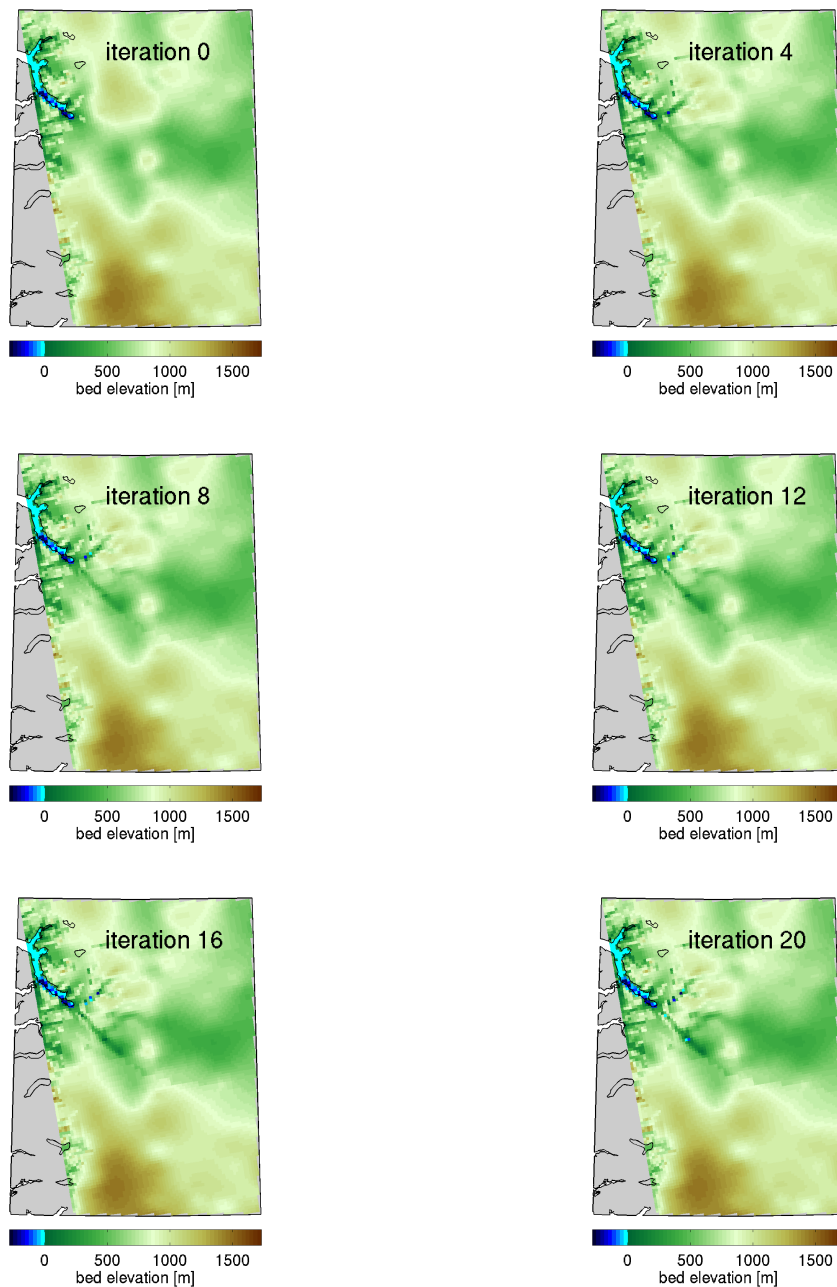 iteration 0
iteration 4
0 500 1000 1500
bed elevation [m]
0 500 1000 1500
bed elevation [m]
iteration 8
iteration 12
0 500 1000 1500
bed elevation [m]
0 500 1000 1500
bed elevation [m]
iteration 16
iteration 20
0 500 1000 1500
bed elevation [m]
0 500 1000 1500
bed elevation [m]